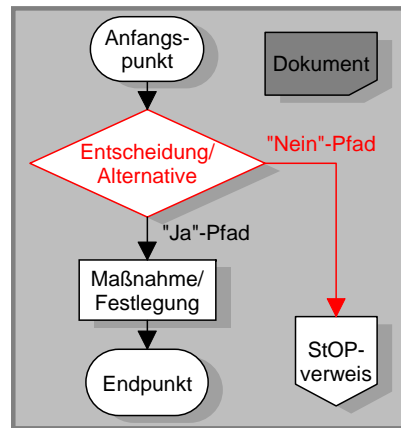 Anfangs-
punkt
Dokument
Entscheidung/
Alternative
"Nein"-Pfad
"Ja"-Pfad
Maßnahme/
Festlegung
StOP-
verweis
Endpunkt